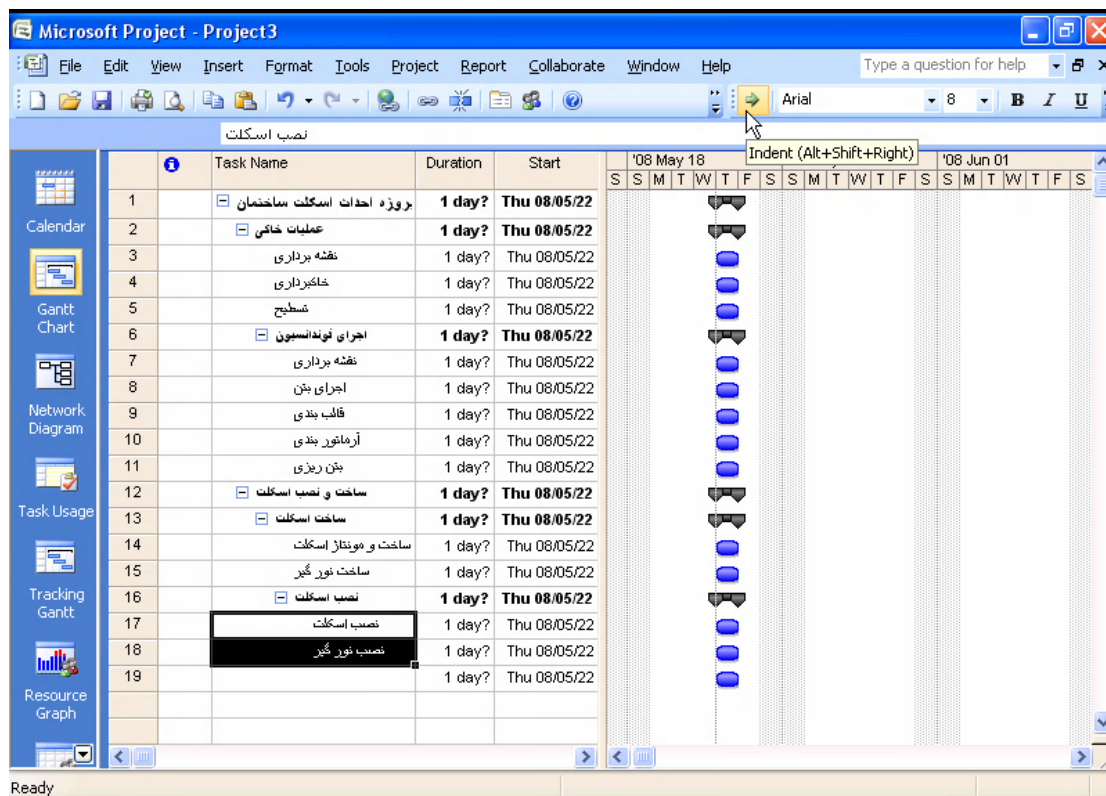 Microsoft Project - Project3
File Edit View Insert Format Tools Project Report Collaborate Window Help Type a question for help
Arial 8 B I U
نصب اسکلت
Indent (Alt+Shift+Right)
Task Name Duration Start '08 May 18 '08 Jun 01
S S M T W T F S S M T W T F S S M T W T F S
1 پروژه احداث اسکلت ساختمان 1 day? Thu 08/05/22
2 عملیات خاکی 1 day? Thu 08/05/22
3 نقشه برداری 1 day? Thu 08/05/22
4 خاکبرداری 1 day? Thu 08/05/22
5 تسطیح 1 day? Thu 08/05/22
6 اجرای فوندانسیون 1 day? Thu 08/05/22
7 نقشه برداری 1 day? Thu 08/05/22
8 اجرای بتن 1 day? Thu 08/05/22
9 قالب بندی 1 day? Thu 08/05/22
10 آرماتور بندی 1 day? Thu 08/05/22
11 بتن ریزی 1 day? Thu 08/05/22
12 ساخت و نصب اسکلت 1 day? Thu 08/05/22
13 ساخت اسکلت 1 day? Thu 08/05/22
14 ساخت و مونتاژ اسکلت 1 day? Thu 08/05/22
15 ساخت نور گیر 1 day? Thu 08/05/22
16 نصب اسکلت 1 day? Thu 08/05/22
17 نصب اسکلت 1 day? Thu 08/05/22
18 نصب نور گیر 1 day? Thu 08/05/22
19 1 day? Thu 08/05/22
Calendar
Gantt
Chart
Network
Diagram
Task Usage
Tracking
Gantt
Resource
Graph
Ready